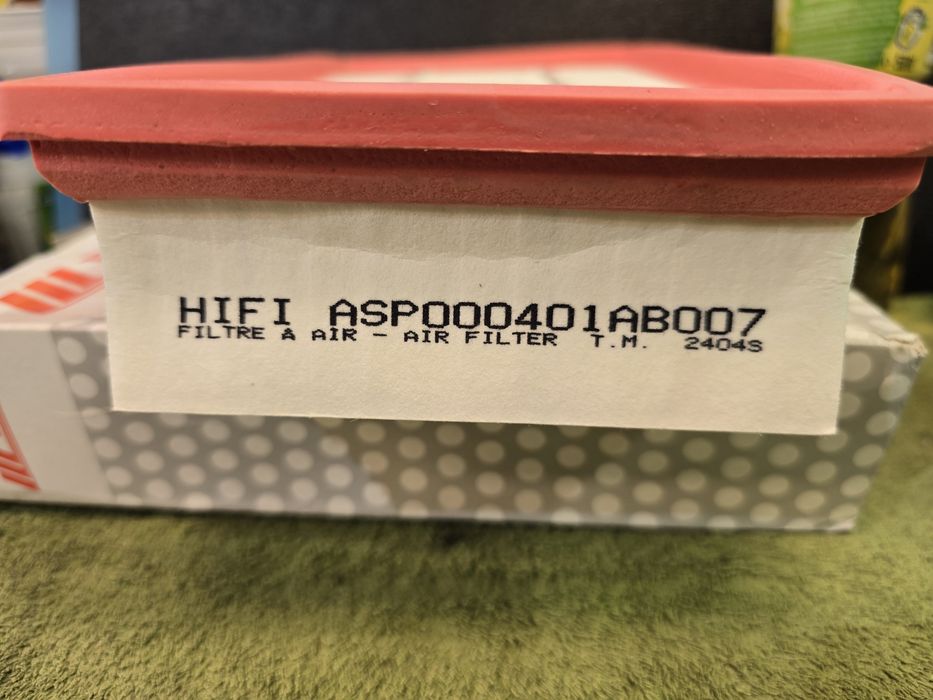 HIFI ASP000401AB007
FILTRE À AIR - AIR FILTER T.M. 2404S